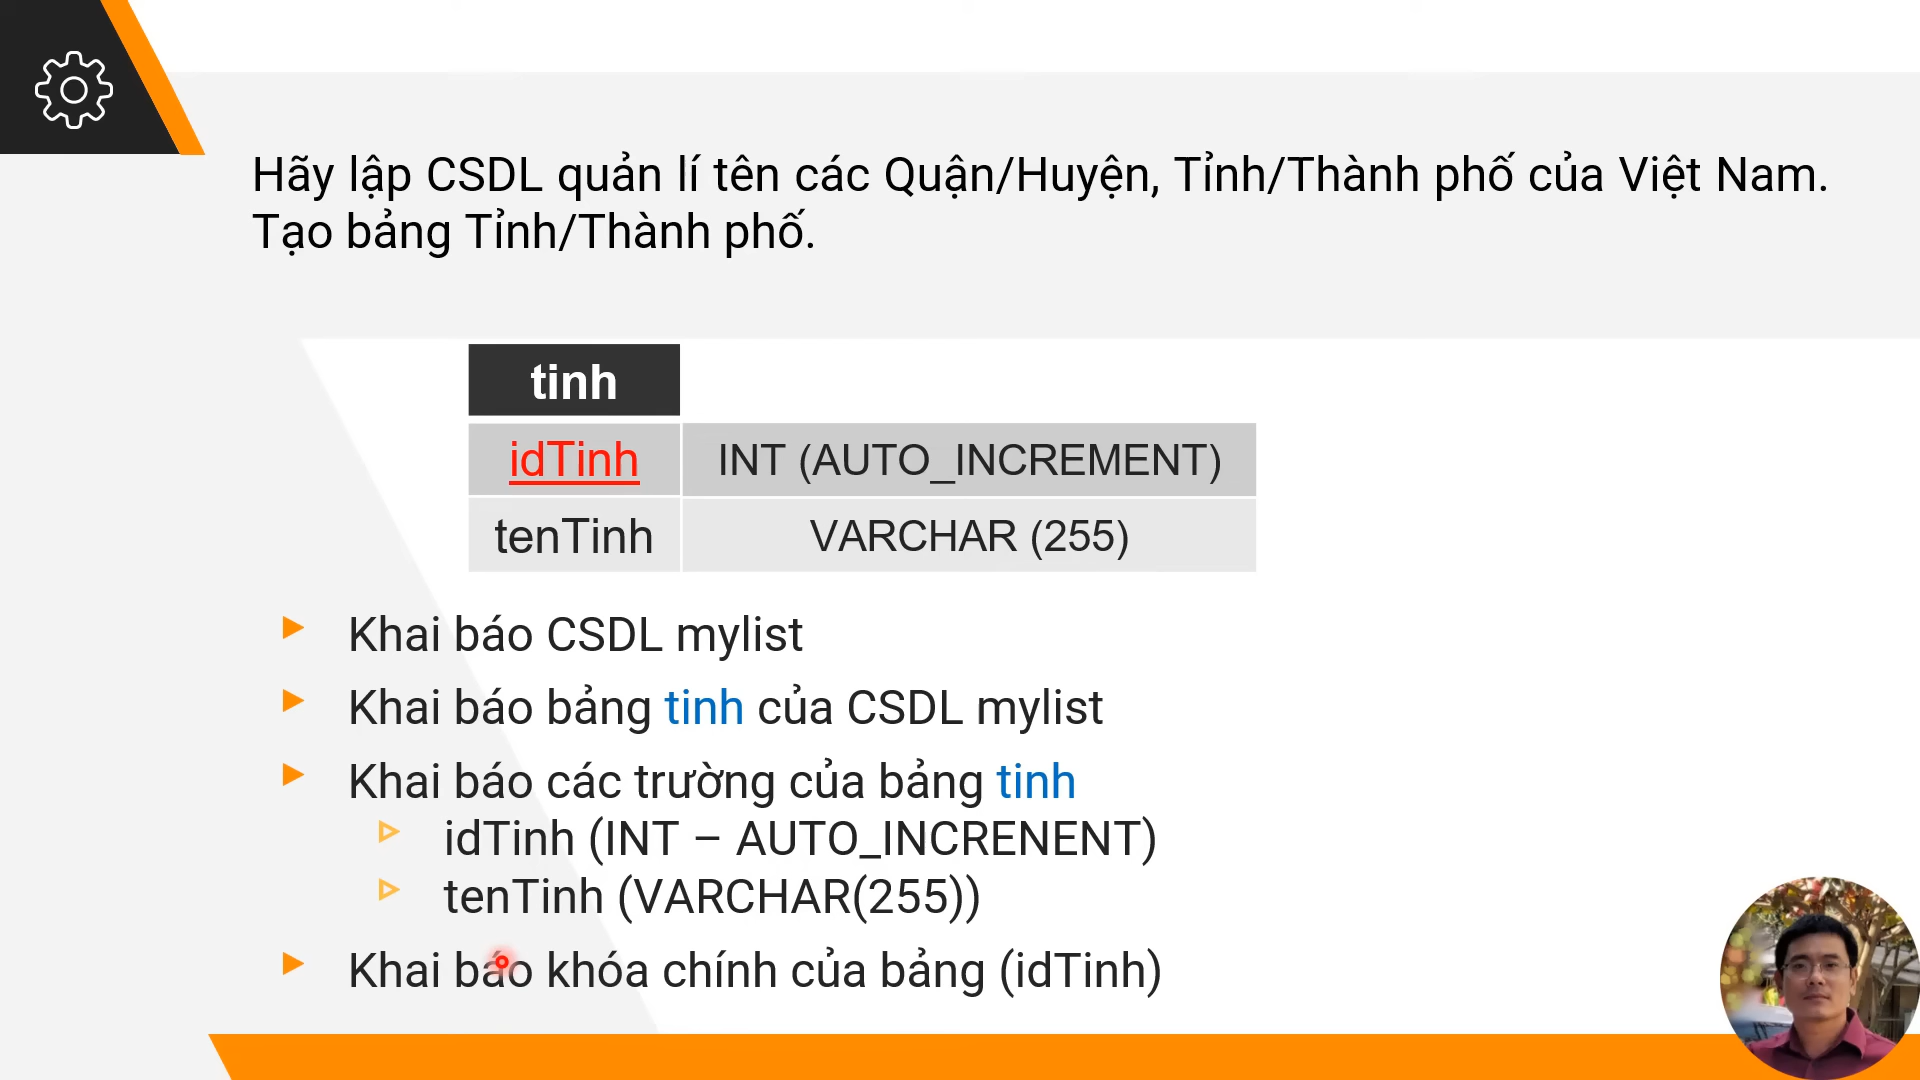 Hãy lập CSDL quản lí tên các Quận/Huyện, Tỉnh/Thành phố của Việt Nam.
Tạo bảng Tỉnh/Thành phố.
tinh
idTinh INT (AUTO_INCREMENT)
tenTinh VARCHAR (255)
Khai báo CSDL mylist
Khai báo bảng tinh của CSDL mylist
Khai báo các trường của bảng tinh
idTinh (INT – AUTO_INCRENENT)
tenTinh (VARCHAR(255))
Khai báo khóa chính của bảng (idTinh)